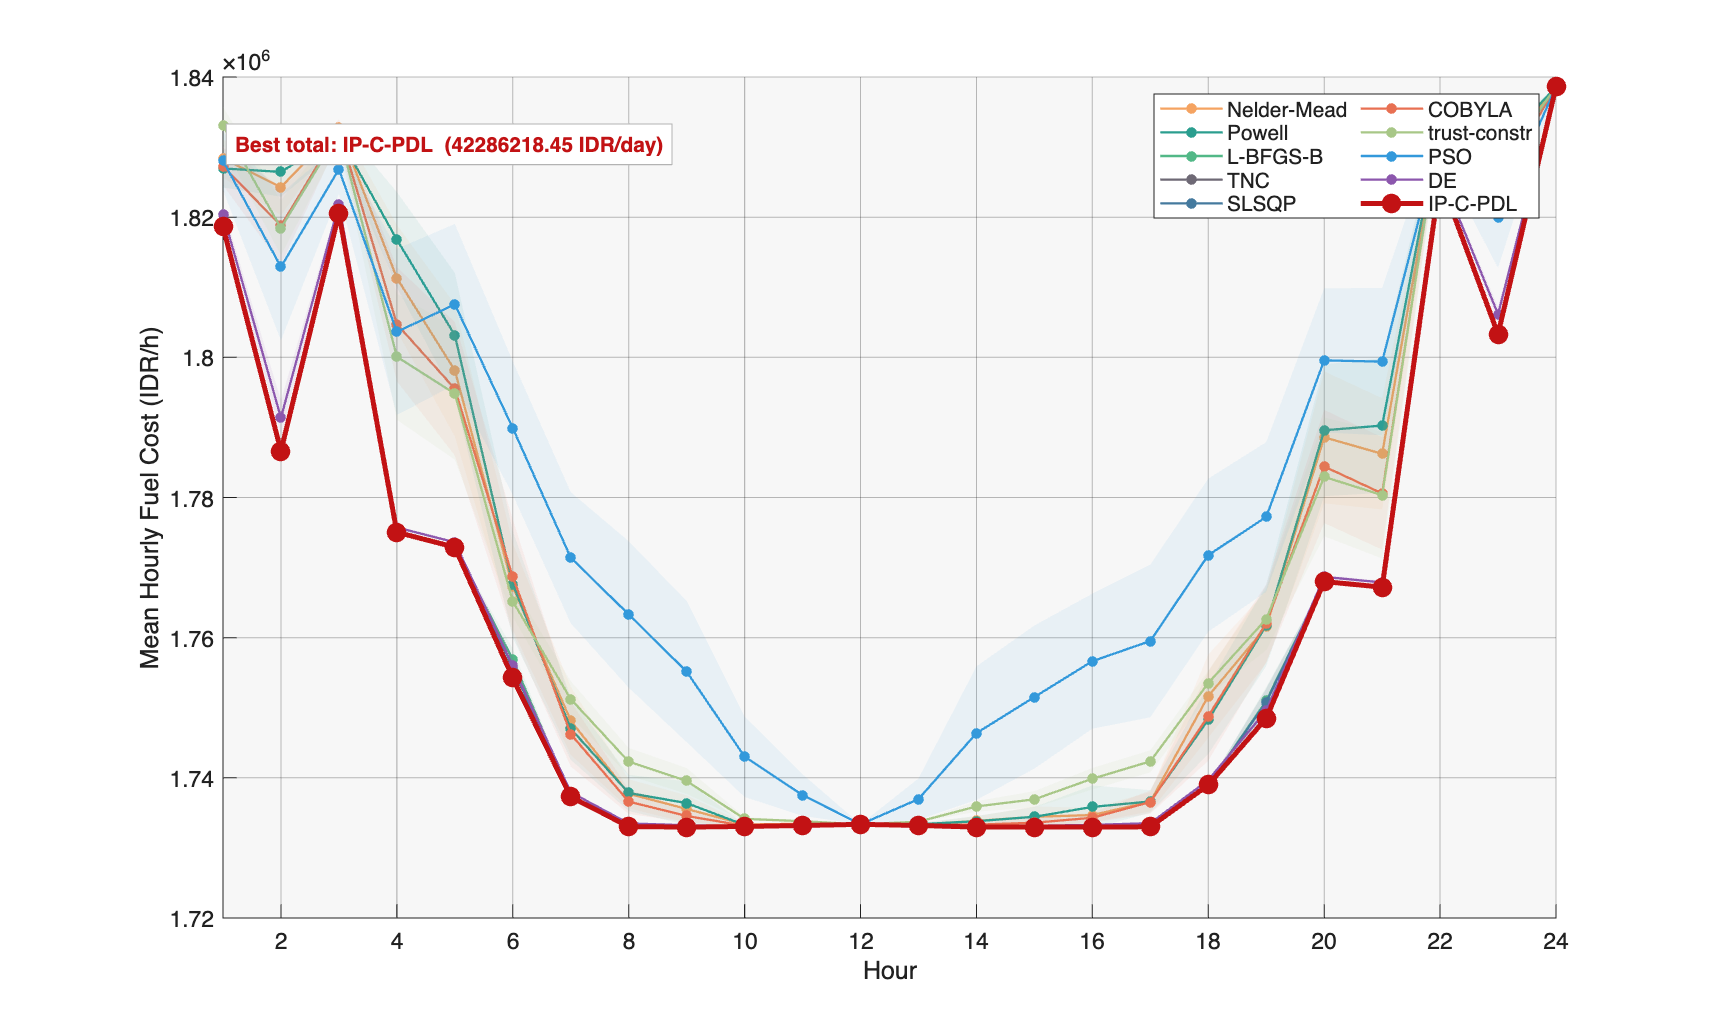 ×10⁶
1.84
1.82
1.8
1.78
1.76
1.74
1.72
Mean Hourly Fuel Cost (IDR/h)
Best total: IP-C-PDL (42286218.45 IDR/day)
Nelder-Mead COBYLA
Powell trust-constr
L-BFGS-B PSO
TNC DE
SLSQP IP-C-PDL
2 4 6 8 10 12 14 16 18 20 22 24
Hour